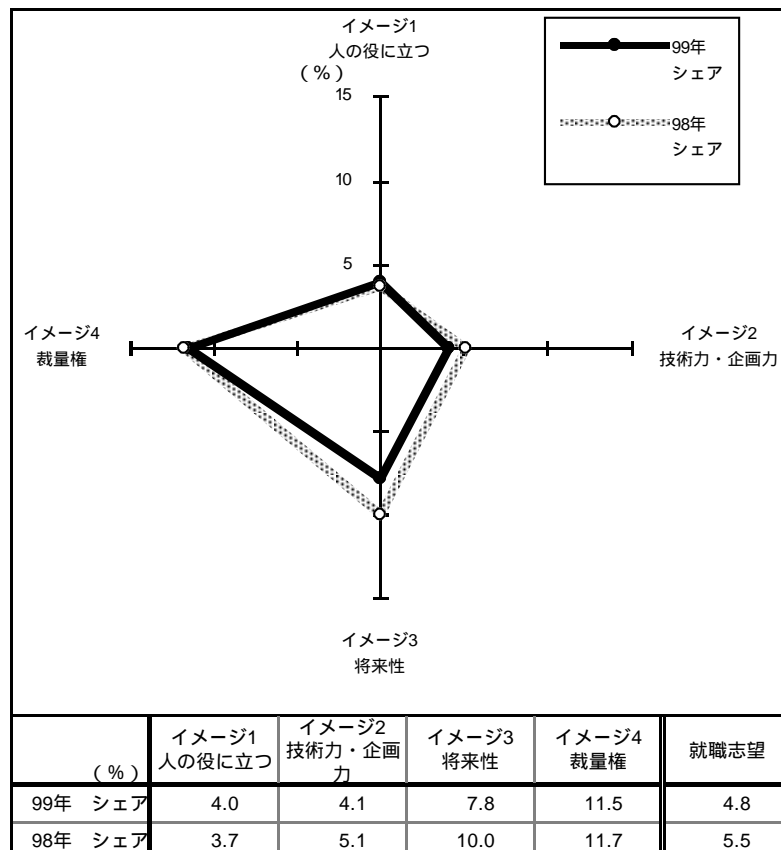 イメージ1
人の役に立つ
（％）
15
10
5
99年
シェア
98年
シェア
イメージ4
裁量権
イメージ2
技術力・企画力
イメージ3
将来性
（％）
イメージ1
人の役に立つ
イメージ2
技術力・企画
力
イメージ3
将来性
イメージ4
裁量権
就職志望
99年 シェア 4.0 4.1 7.8 11.5 4.8
98年 シェア 3.7 5.1 10.0 11.7 5.5